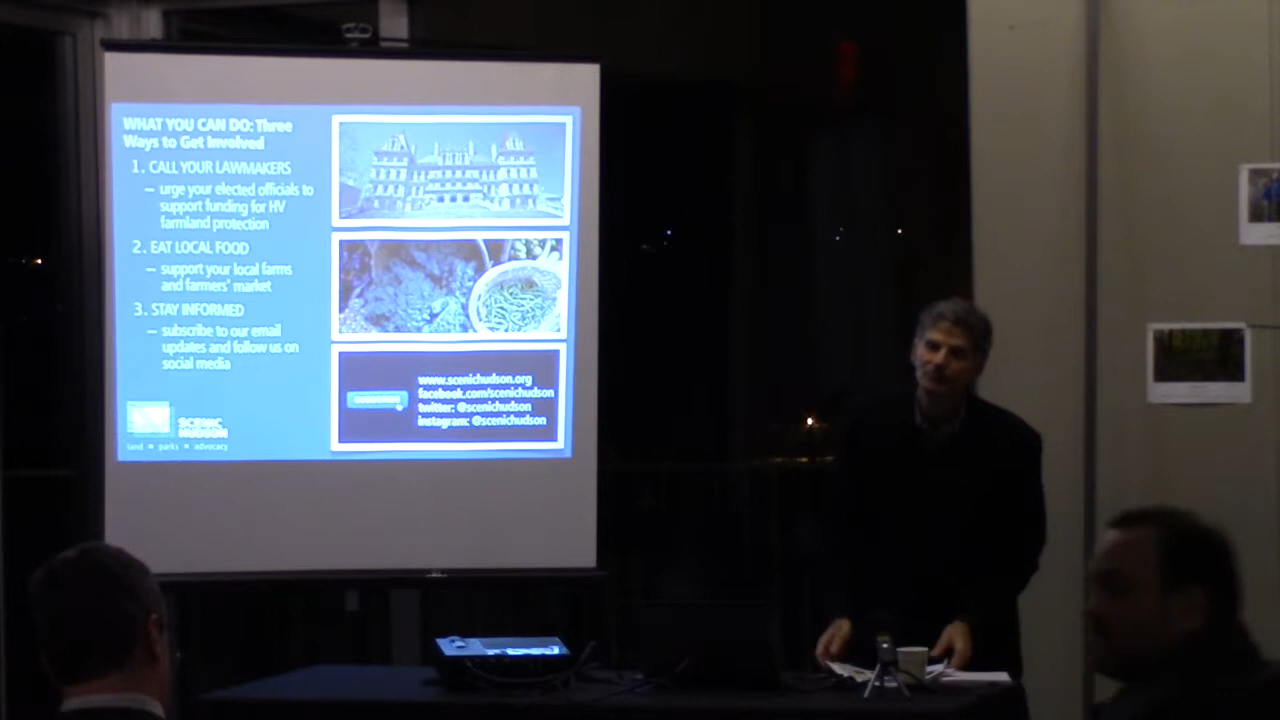 WHAT YOU CAN DO: Three
Ways to Get Involved
1. CALL YOUR LAWMAKERS
– urge your elected officials to
support funding for HV
farmland protection
2. EAT LOCAL FOOD
– support your local farms
and farmers' market
3. STAY INFORMED
– subscribe to our email
updates and follow us on
social media
SCENIC
HUDSON
land parks advocacy
www.scenichudson.org
facebook.com/scenichudson
twitter: @scenichudson
instagram: @scenichudson